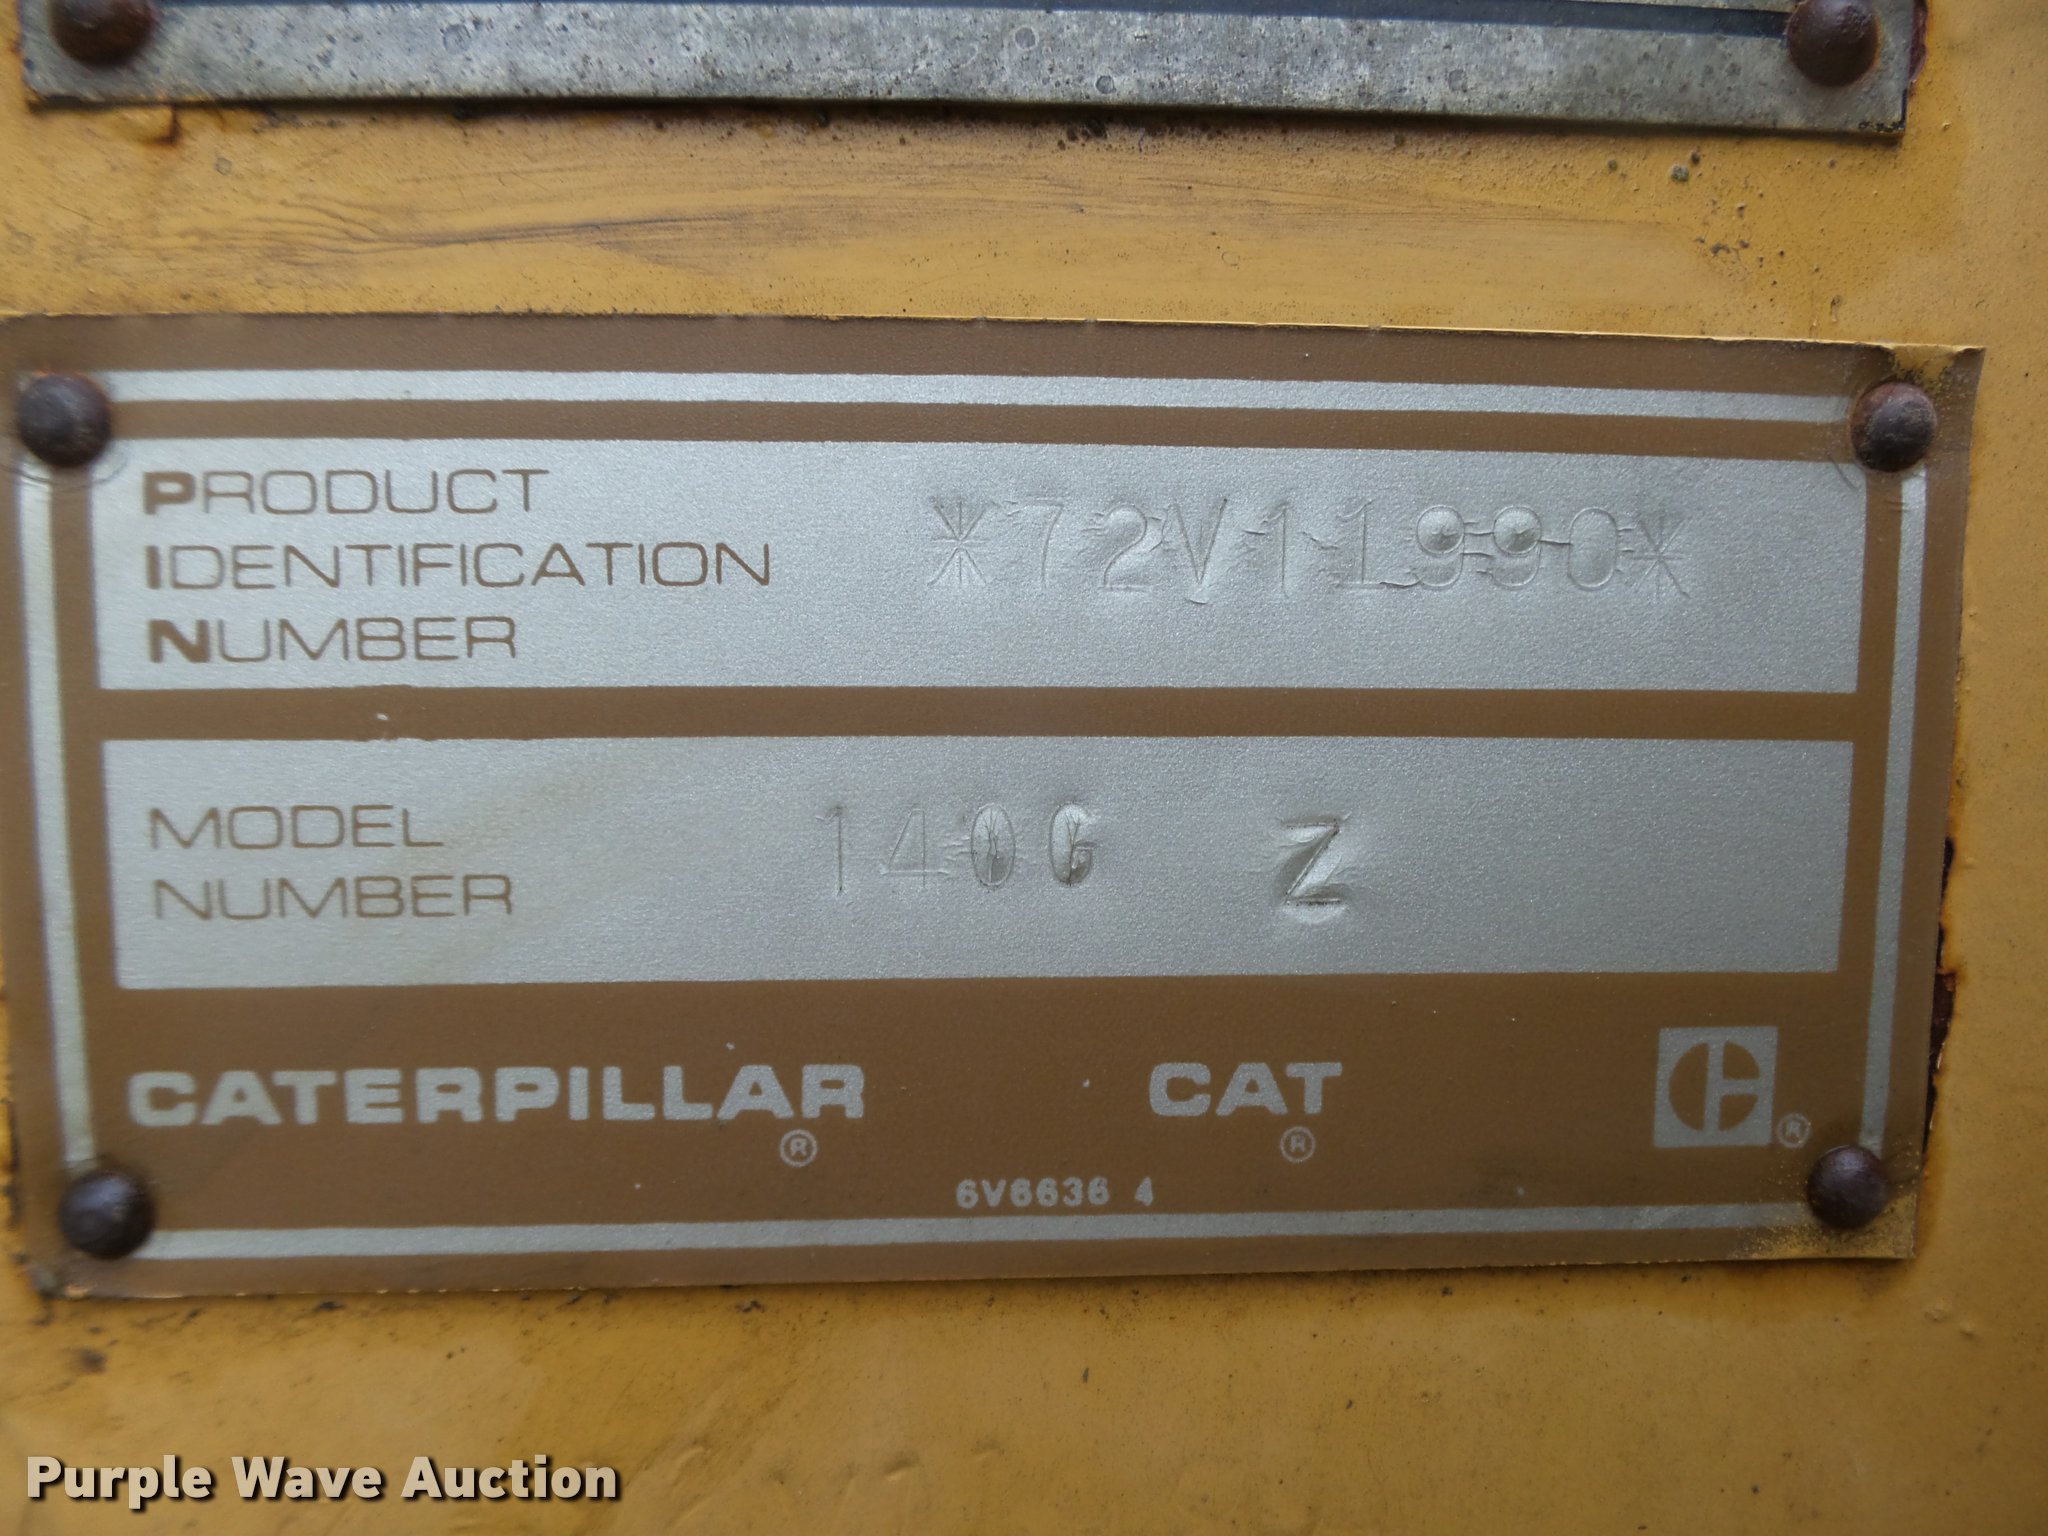 PRODUCT
IDENTIFICATION
NUMBER
*72V11990*
MODEL
NUMBER
140G Z
CATERPILLAR ®
CAT ®
®
6V6636 4
Purple Wave Auction